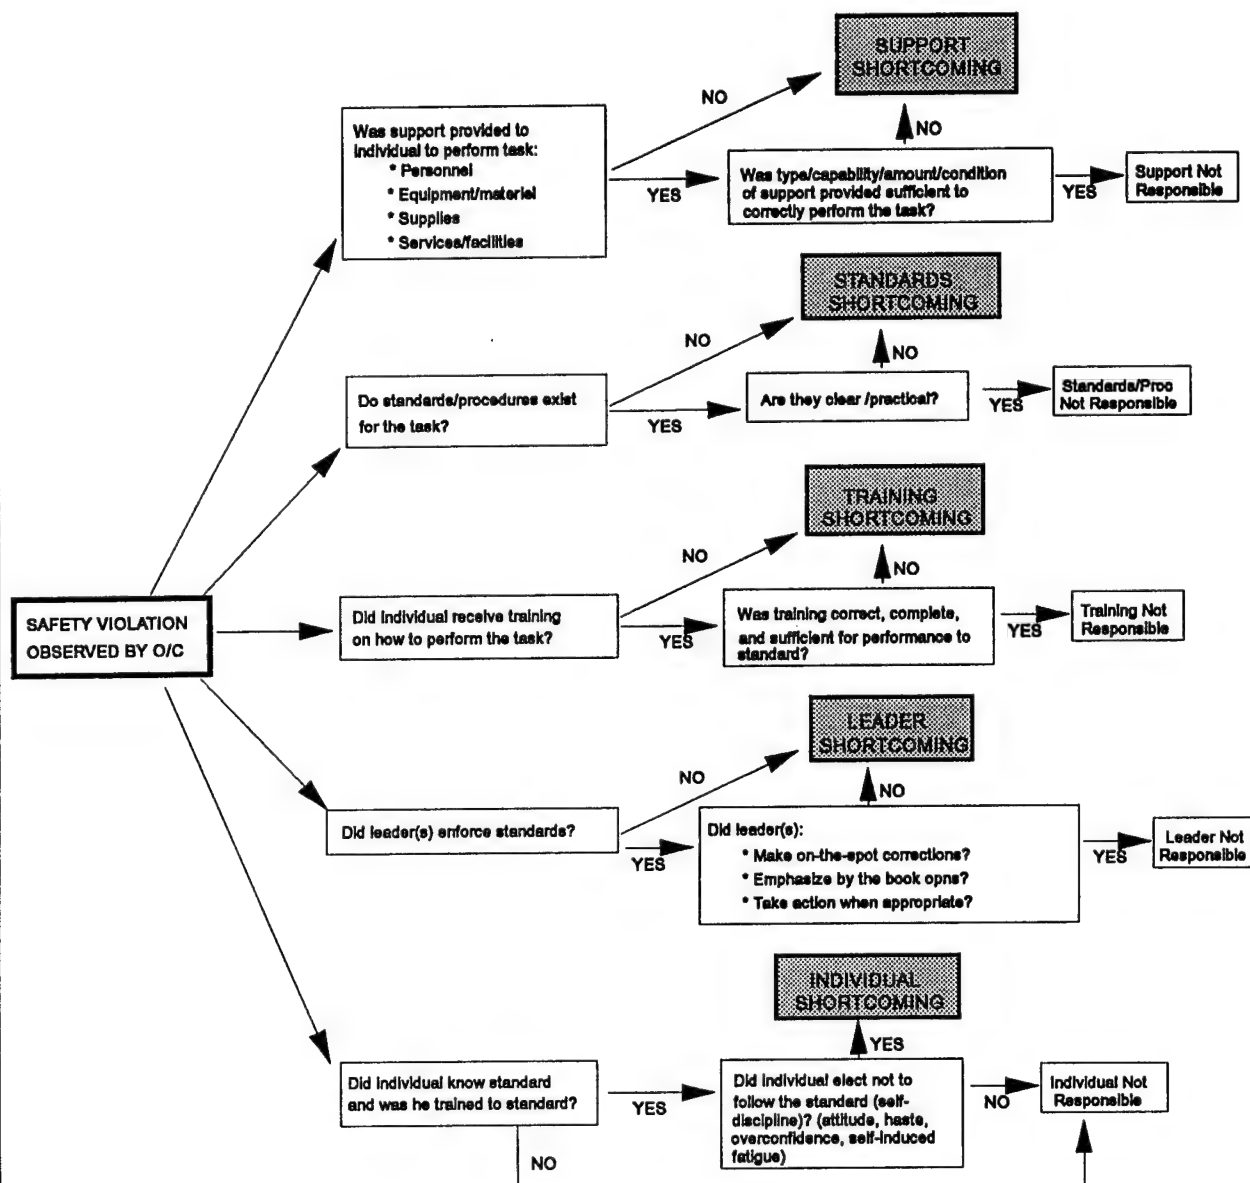 SUPPORT
SHORTCOMING
NO
Was support provided to
individual to perform task:
* Personnel
* Equipment/materiel
* Supplies
* Services/facilities
NO
YES
Was type/capability/amount/condition
of support provided sufficient to
correctly perform the task?
YES
Support Not
Responsible
STANDARDS
SHORTCOMING
NO
NO
Do standards/procedures exist
for the task?
YES
Are they clear /practical?
YES
Standards/Proc
Not Responsible
TRAINING
SHORTCOMING
NO
NO
SAFETY VIOLATION
OBSERVED BY O/C
Did individual receive training
on how to perform the task?
YES
Was training correct, complete,
and sufficient for performance to
standard?
YES
Training Not
Responsible
LEADER
SHORTCOMING
NO
NO
Did leader(s) enforce standards?
YES
Did leader(s):
* Make on-the-spot corrections?
* Emphasize by the book opns?
* Take action when appropriate?
YES
Leader Not
Responsible
INDIVIDUAL
SHORTCOMING
YES
Did individual know standard
and was he trained to standard?
YES
Did individual elect not to
follow the standard (self-
discipline)? (attitude, haste,
overconfidence, self-induced
fatigue)
NO
Individual Not
Responsible
NO